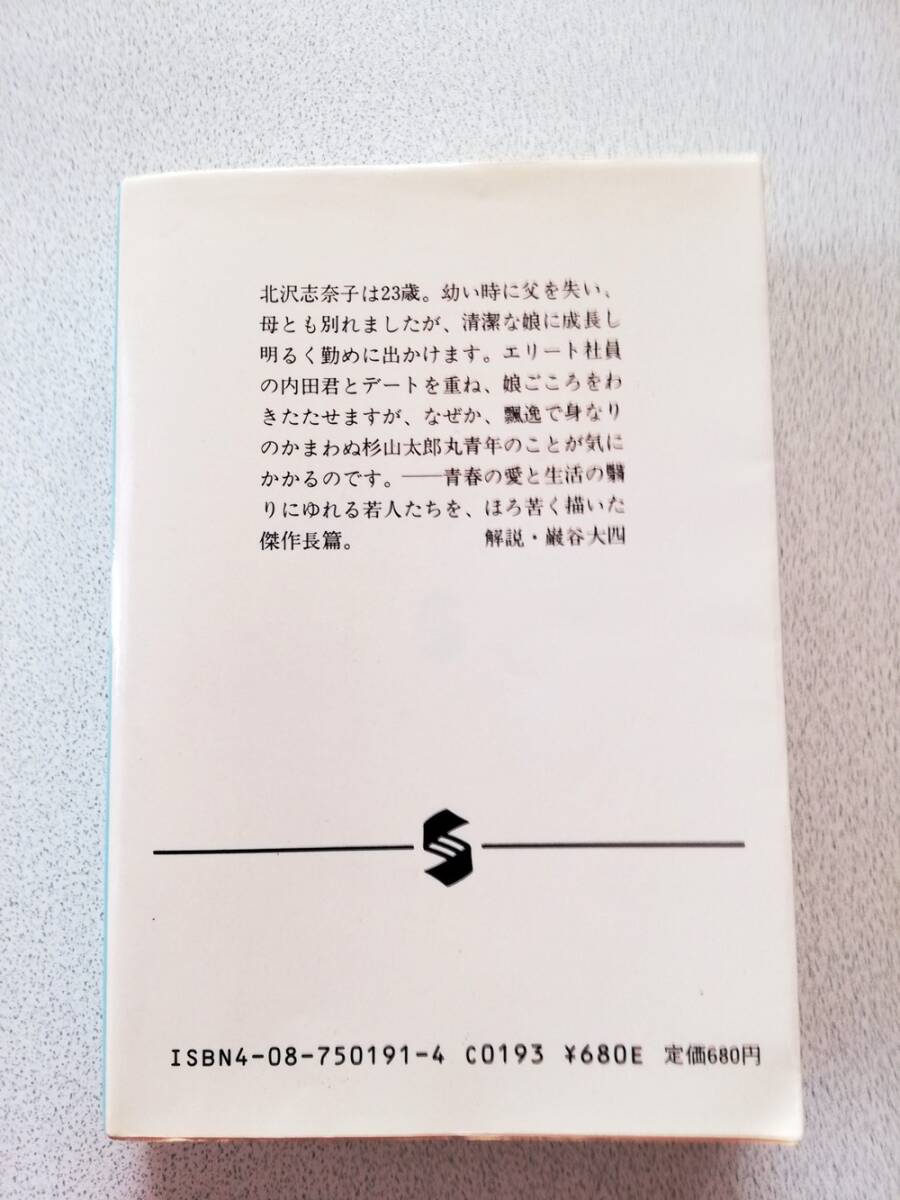 北沢志奈子は23歳。幼い時に父を失い、
母とも別れましたが、清潔な娘に成長し
明るく勤めに出かけます。エリート社員
の内田君とデートを重ね、娘ごころをわ
きたたせますが、なぜか、飄逸で身なり
のかまわぬ杉山太郎丸青年のことが気に
かかるのです。――青春の愛と生活の翳
りにゆれる若人たちを、ほろ苦く描いた
傑作長篇。 解説・巌谷大四
ISBN4-08-750191-4 C0193 ¥680E 定価680円